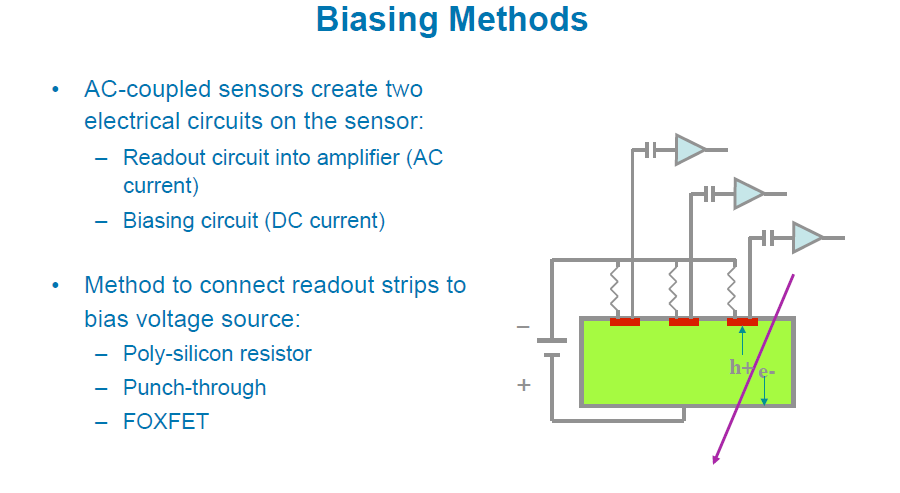 Biasing Methods
• AC-coupled sensors create two
electrical circuits on the sensor:
– Readout circuit into amplifier (AC
current)
– Biasing circuit (DC current)
• Method to connect readout strips to
bias voltage source:
– Poly-silicon resistor
– Punch-through
– FOXFET
–
+
h+ e-